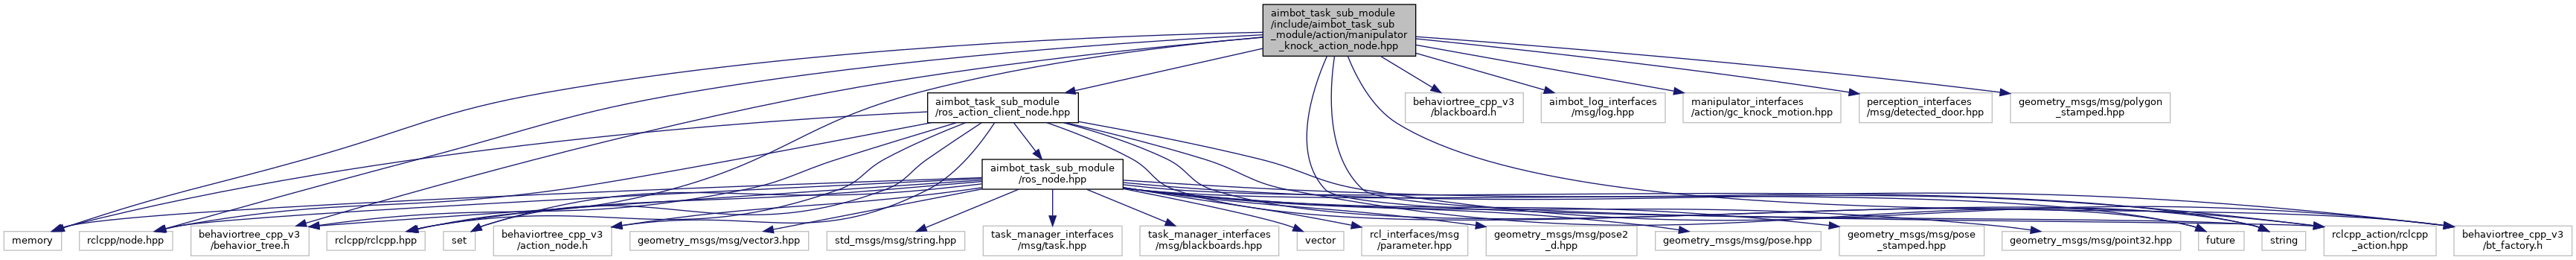 aimbot_task_sub_module
/include/aimbot_task_sub
_module/action/manipulator
_knock_action_node.hpp
aimbot_task_sub_module
/ros_action_client_node.hpp
behaviortree_cpp_v3
/blackboard.h
aimbot_log_interfaces
/msg/log.hpp
manipulator_interfaces
/action/gc_knock_motion.hpp
perception_interfaces
/msg/detected_door.hpp
geometry_msgs/msg/polygon
_stamped.hpp
aimbot_task_sub_module
/ros_node.hpp
memory
rclcpp/node.hpp
behaviortree_cpp_v3
/behavior_tree.h
rclcpp/rclcpp.hpp
set
behaviortree_cpp_v3
/action_node.h
geometry_msgs/msg/vector3.hpp
std_msgs/msg/string.hpp
task_manager_interfaces
/msg/task.hpp
task_manager_interfaces
/msg/blackboards.hpp
vector
rcl_interfaces/msg
/parameter.hpp
geometry_msgs/msg/pose2
_d.hpp
geometry_msgs/msg/pose.hpp
geometry_msgs/msg/pose
_stamped.hpp
geometry_msgs/msg/point32.hpp
future
string
rclcpp_action/rclcpp
_action.hpp
behaviortree_cpp_v3
/bt_factory.h